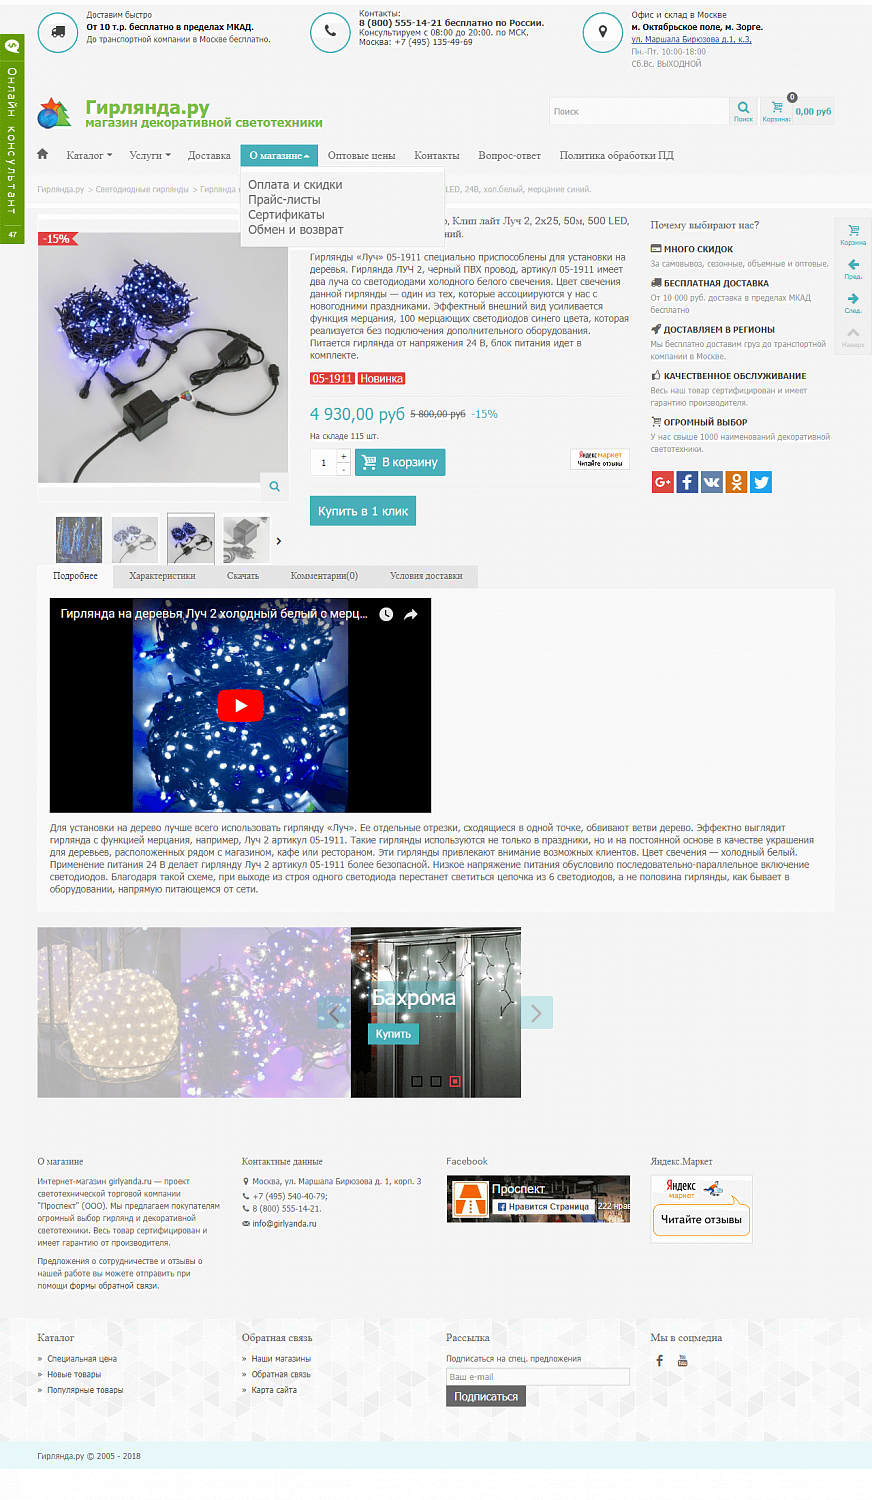 Доставим быстро
От 10 т.р. бесплатно в пределах МКАД.
До транспортной компании в Москве бесплатно.
Контакты:
8 (800) 555-14-21 бесплатно по России.
Консультируем с 08:00 до 20:00. по МСК.
Москва: +7 (495) 135-49-69
Офис и склад в Москве
м. Октябрьское поле, м. Зорге.
ул. Маршала Бирюзова д.1, к.3,
Пн.-Пт. 10:00-18:00
Сб.Вс. ВЫХОДНОЙ
Онлайн консультант
47
Гирлянда.ру
магазин декоративной светотехники
Поиск
Поиск
Корзина:
0
0,00 руб
Каталог
Услуги
Доставка
О магазине
Оптовые цены
Контакты
Вопрос-ответ
Политика обработки ПД
Оплата и скидки
Прайс-листы
Сертификаты
Обмен и возврат
Гирлянда.ру > Светодиодные гирлянды > Гирлянда
LED, 24В, хол.белый, мерцание синий.
-15%
Клип лайт Луч 2, 2х25, 50м, 500 LED,
Гирлянды «Луч» 05-1911 специально приспособлены для установки на
деревья. Гирлянда ЛУЧ 2, черный ПВХ провод, артикул 05-1911 имеет
два луча со светодиодами холодного белого свечения. Цвет свечения
данной гирлянды — один из тех, которые ассоциируются у нас с
новогодними праздниками. Эффектный внешний вид усиливается
функция мерцания, 100 мерцающих светодиодов синего цвета, которая
реализуется без подключения дополнительного оборудования.
Питается гирлянда от напряжения 24 В, блок питания идет в
комплекте.
05-1911 Новинка
4 930,00 руб 5 800,00 руб -15%
На складе 115 шт.
1
+
-
В корзину
Яндекс маркет
Читайте отзывы
Купить в 1 клик
Почему выбирают нас?
МНОГО СКИДОК
За самовывоз, сезонные, объемные и оптовые.
БЕСПЛАТНАЯ ДОСТАВКА
От 10 000 руб. доставка в пределах МКАД
бесплатно
ДОСТАВЛЯЕМ В РЕГИОНЫ
Мы бесплатно доставим груз до транспортной
компании в Москве.
КАЧЕСТВЕННОЕ ОБСЛУЖИВАНИЕ
Весь наш товар сертифицирован и имеет
гарантию производителя.
ОГРОМНЫЙ ВЫБОР
У нас свыше 1000 наименований декоративной
светотехники.
Корзина
Пред.
След.
Наверх
Подробнее
Характеристики
Скачать
Комментарии(0)
Условия доставки
Гирлянда на деревья Луч 2 холодный белый с мерц...
Для установки на дерево лучше всего использовать гирлянду «Луч». Ее отдельные отрезки, сходящиеся в одной точке, обвивают ветви дерево. Эффектно выглядит
гирлянда с функцией мерцания, например, Луч 2 артикул 05-1911. Такие гирлянды используются не только в праздники, но и на постоянной основе в качестве украшения
для деревьев, расположенных рядом с магазином, кафе или рестораном. Эти гирлянды привлекают внимание возможных клиентов. Цвет свечения — холодный белый.
Применение питания 24 В делает гирлянду Луч 2 артикул 05-1911 более безопасной. Низкое напряжение питания обусловило последовательно-параллельное включение
светодиодов. Благодаря такой схеме, при выходе из строя одного светодиода перестанет светиться цепочка из 6 светодиодов, а не половина гирлянды, как бывает в
оборудовании, напрямую питающемся от сети.
Бахрома
Купить
О магазине
Интернет-магазин girlyanda.ru — проект
светотехнической торговой компании
"Проспект" (ООО). Мы предлагаем покупателям
огромный выбор гирлянд и декоративной
светотехники. Весь товар сертифицирован и
имеет гарантию от производителя.
Предложения о сотрудничестве и отзывы о
нашей работе вы можете отправить при
помощи формы обратной связи.
Контактные данные
Москва, ул. Маршала Бирюзова д. 1, корп. 3
+7 (495) 540-40-79;
8 (800) 555-14-21.
info@girlyanda.ru
Facebook
Проспект
Нравится Страница
222 нрав
Яндекс.Маркет
Яндекс
маркет
Читайте отзывы
Каталог
» Специальная цена
» Новые товары
» Популярные товары
Обратная связь
» Наши магазины
» Обратная связь
» Карта сайта
Рассылка
Подписаться на спец. предложения
Ваш e-mail
Подписаться
Мы в соцмедиа
Гирлянда.ру © 2005 - 2018